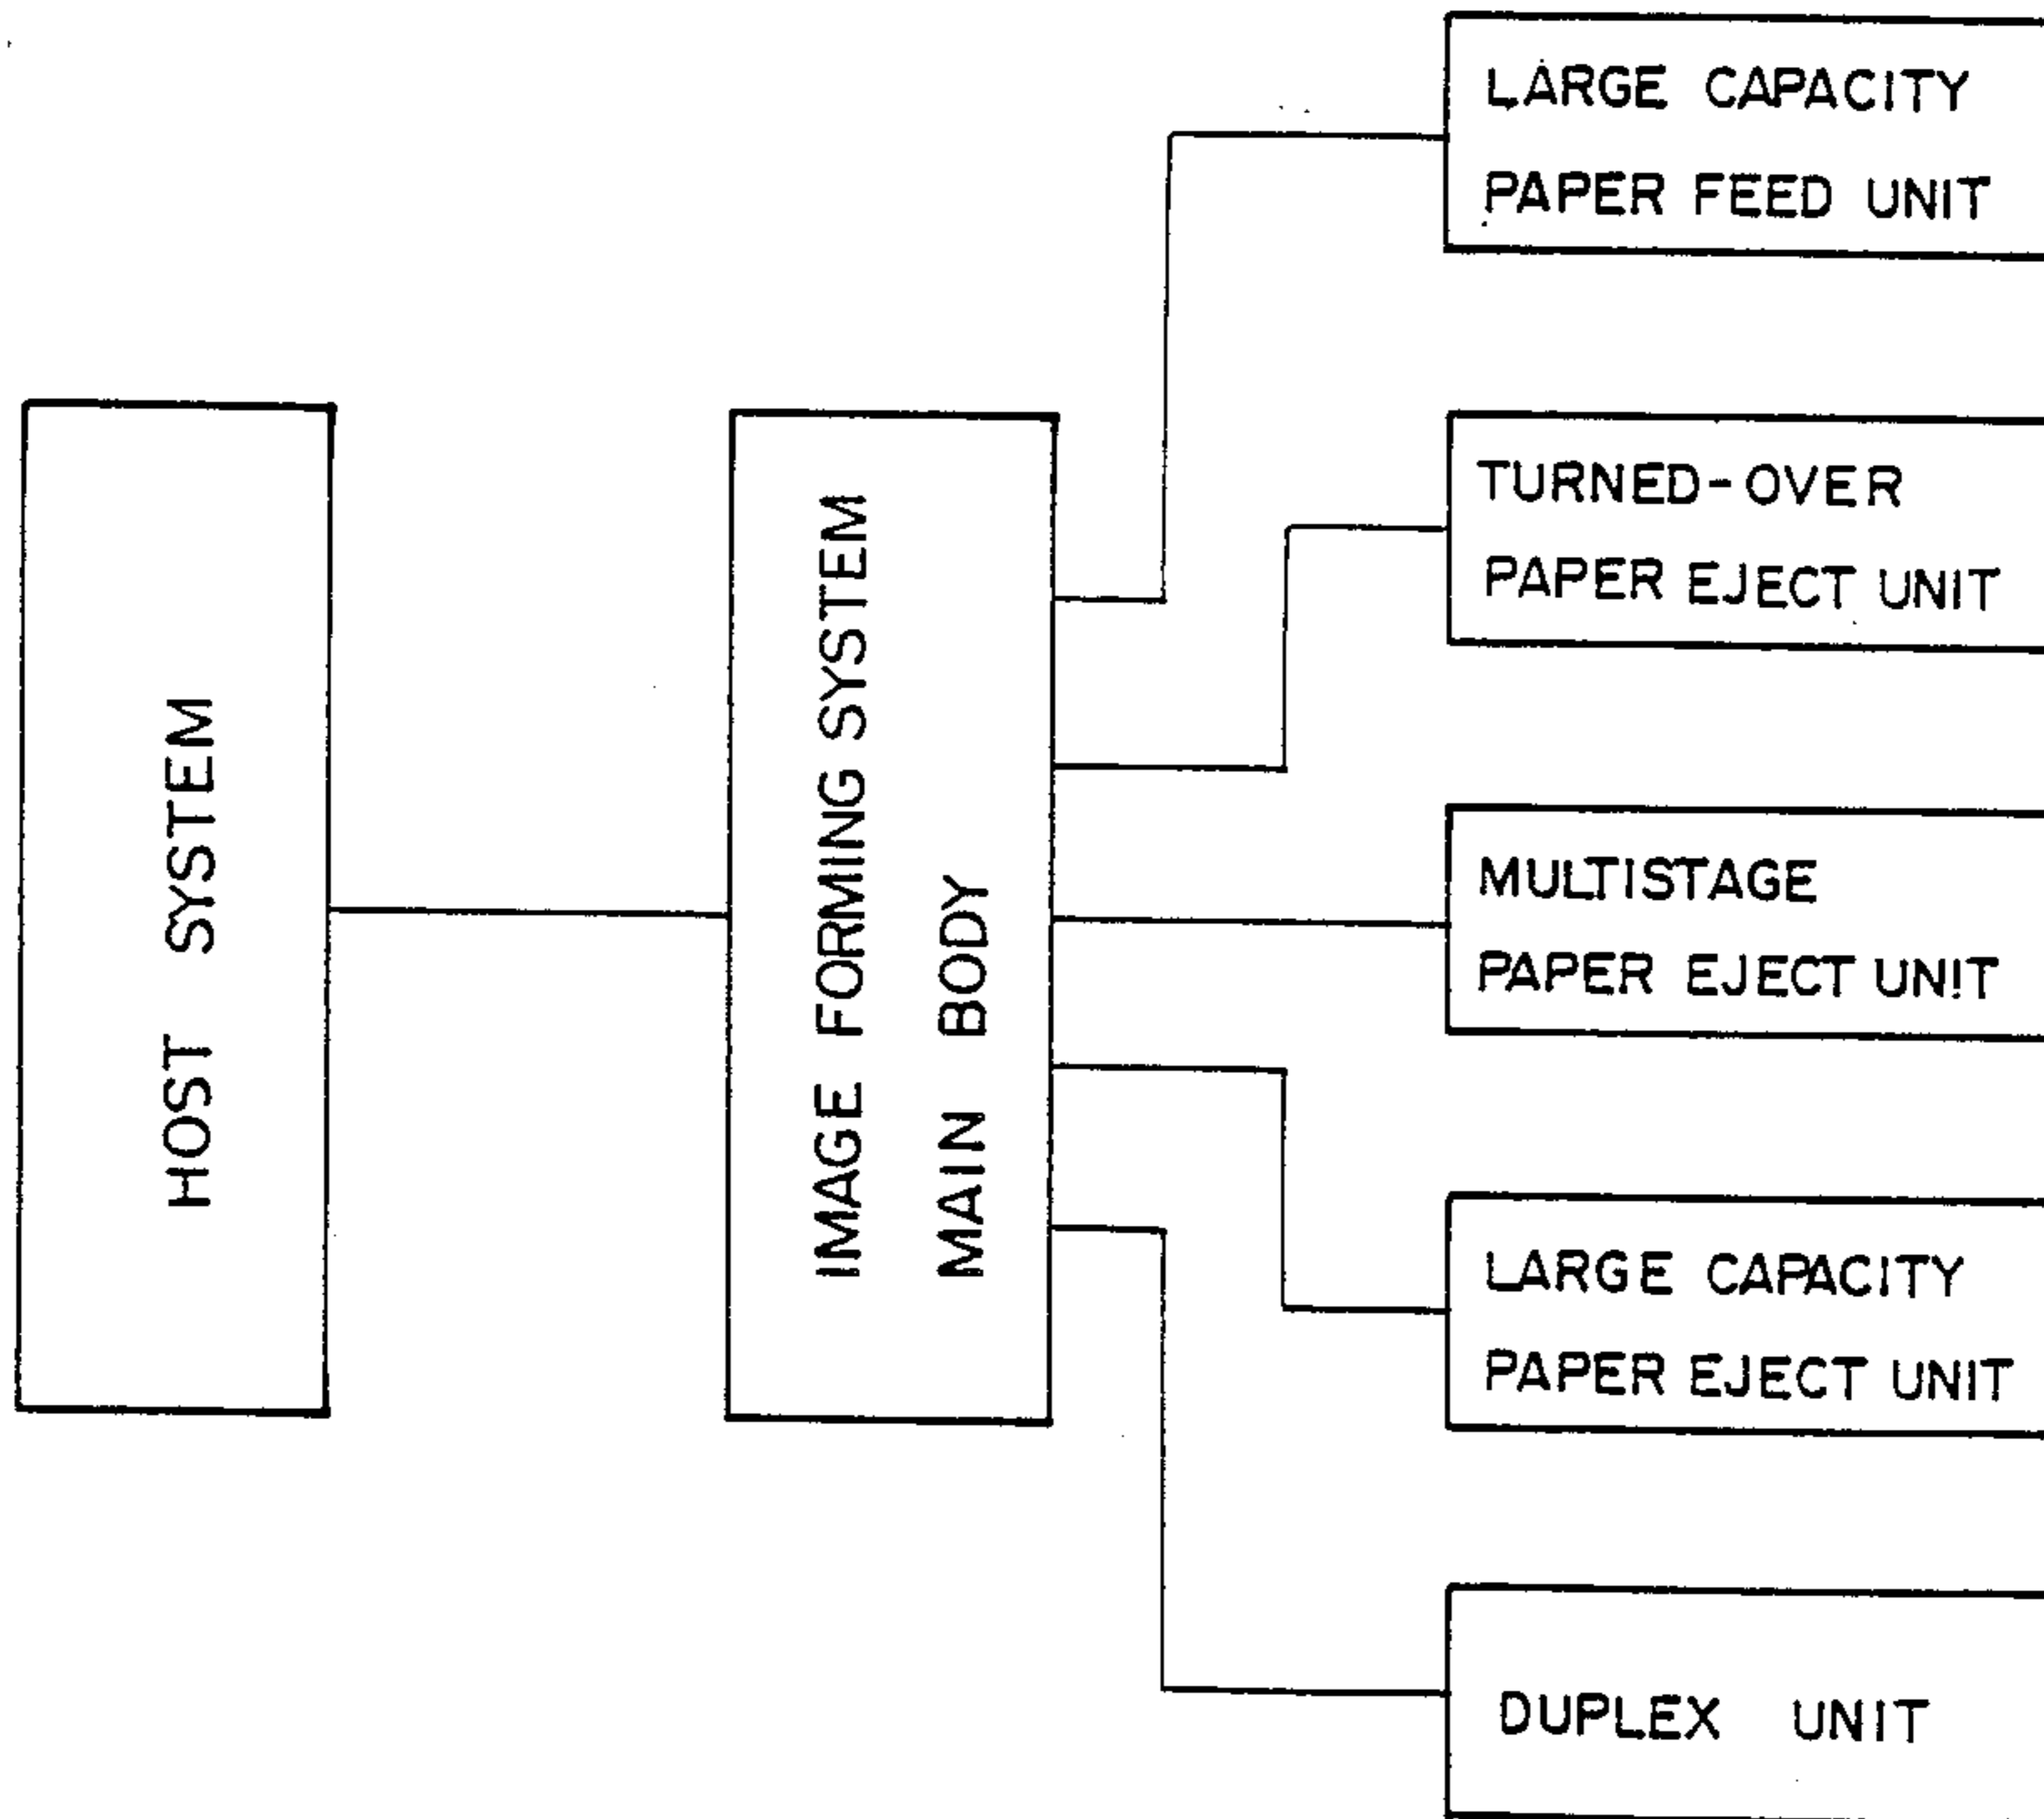 HOST SYSTEM
IMAGE FORMING SYSTEM
MAIN BODY
LARGE CAPACITY
PAPER FEED UNIT
TURNED-OVER
PAPER EJECT UNIT
MULTISTAGE
PAPER EJECT UNIT
LARGE CAPACITY
PAPER EJECT UNIT
DUPLEX UNIT